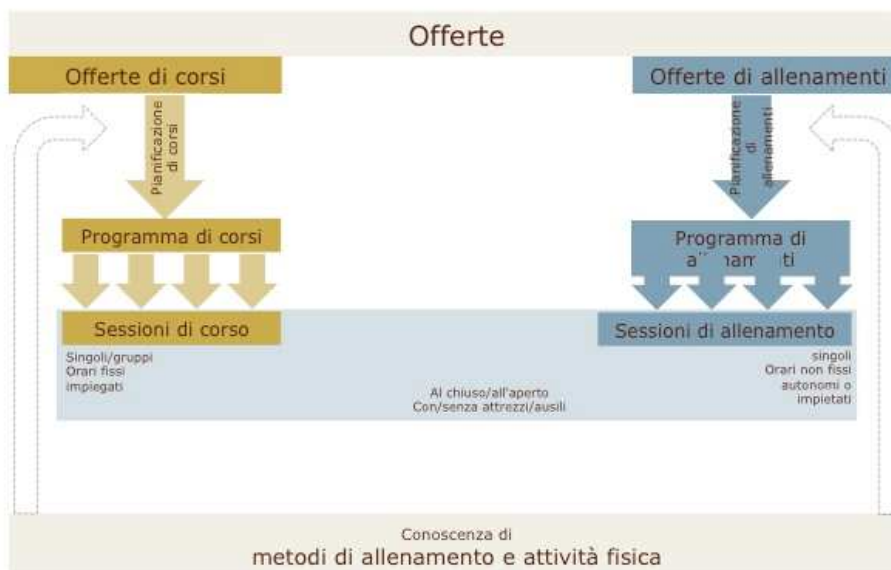 Offerte
Offerte di corsi
Offerte di allenamenti
Pianificazione
di corsi
Pianificazione
di
allenamenti
Programma di corsi
Programma di
allenamenti
Sessioni di corso
Sessioni di allenamento
Singoli/gruppi
Orari fissi
impiegati
Al chiuso/all'aperto
Con/senza attrezzi/ausili
singoli
Orari non fissi
autonomi o
impietati
Conoscenza di
metodi di allenamento e attività fisica